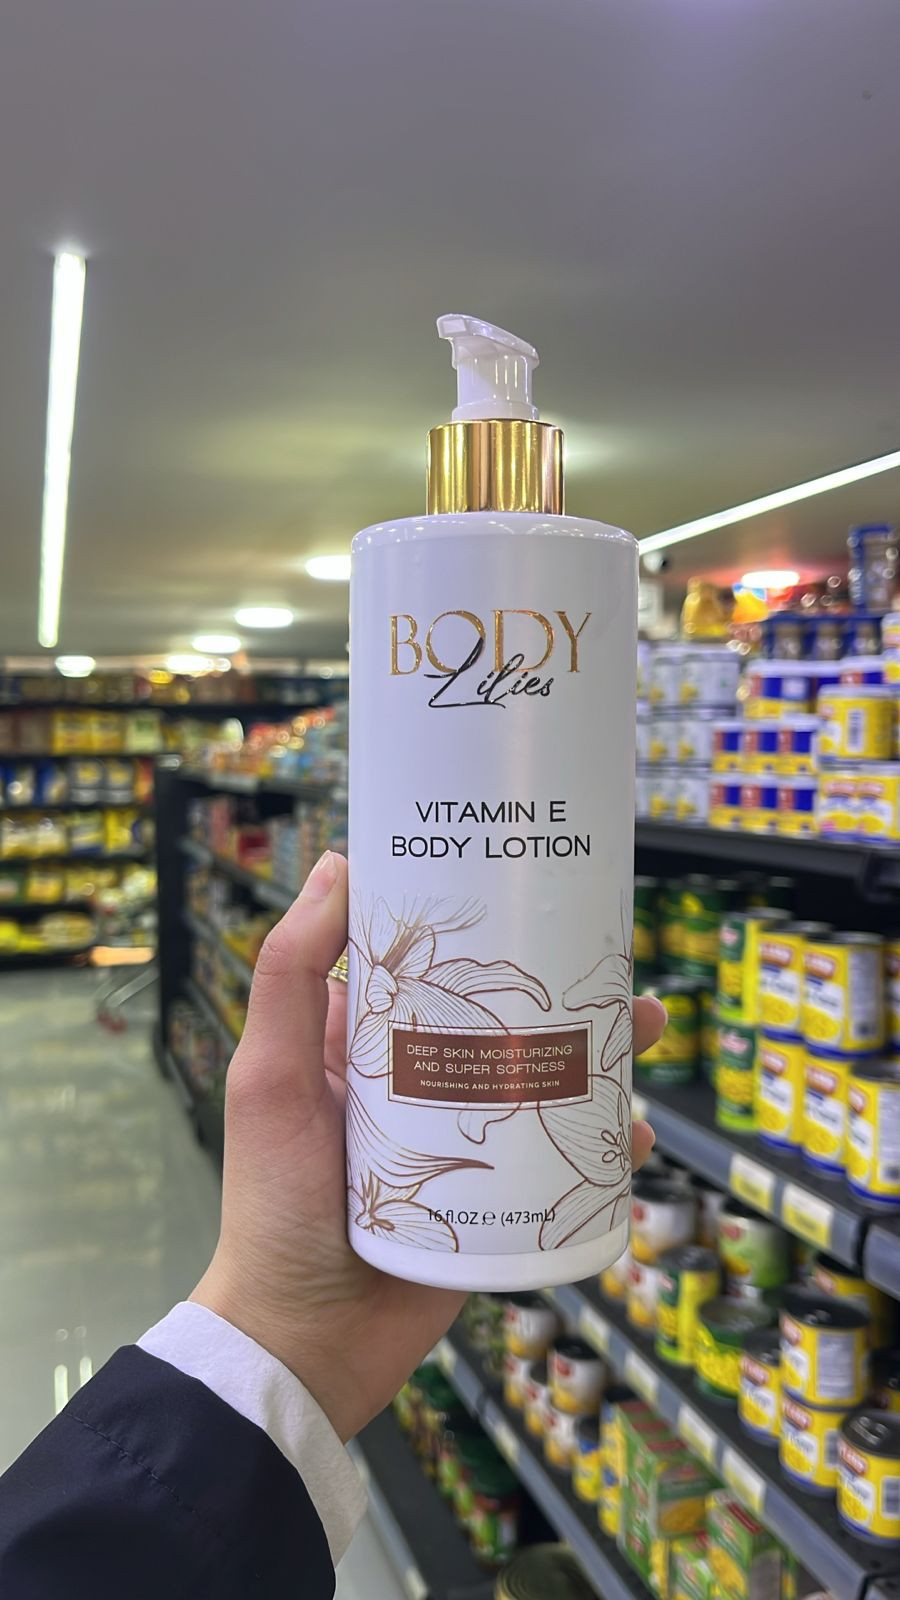 BODY
Lilies
VITAMIN E
BODY LOTION
DEEP SKIN MOISTURIZING
AND SUPER SOFTNESS
NOURISHING AND HYDRATING SKIN
16 fl.OZ ℮ (473mL)